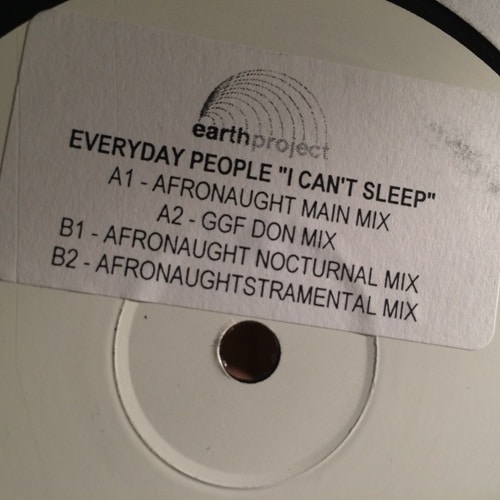 earthproject
EVERYDAY PEOPLE "I CAN'T SLEEP"
A1 - AFRONAUGHT MAIN MIX
A2 - GGF DON MIX
B1 - AFRONAUGHT NOCTURNAL MIX
B2 - AFRONAUGHTSTRAMENTAL MIX